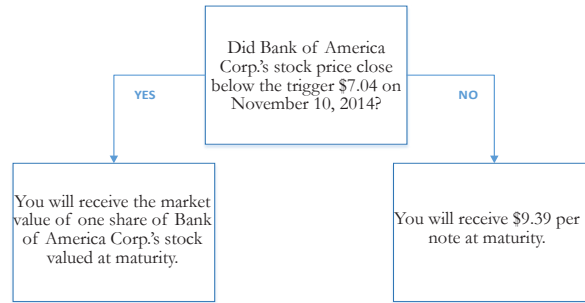 Did Bank of America
Corp.'s stock price close
below the trigger $7.04 on
November 10, 2014?
YES
NO
You will receive the market
value of one share of Bank
of America Corp.'s stock
valued at maturity.
You will receive $9.39 per
note at maturity.